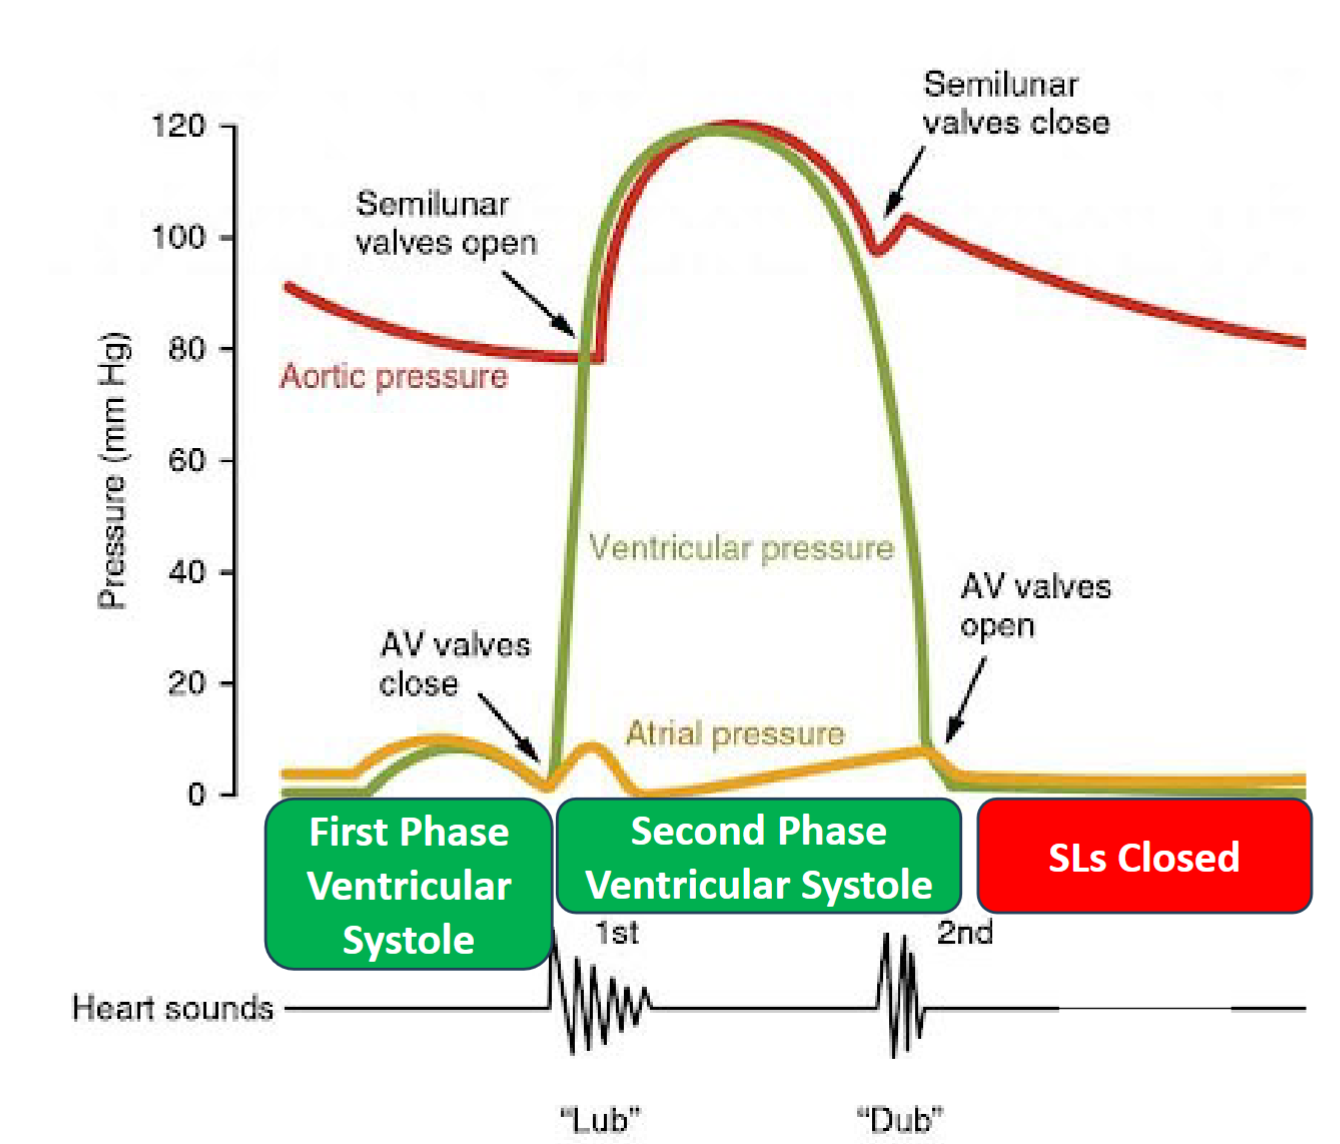 Semilunar
valves close
120
Semilunar
valves open
100
80
Aortic pressure
Pressure (mm Hg)
60
Ventricular pressure
40
AV valves
open
AV valves
close
20
Atrial pressure
0
First Phase
Ventricular
Systole
Second Phase
Ventricular Systole
SLs Closed
1st
2nd
Heart sounds
“Lub”
“Dub”